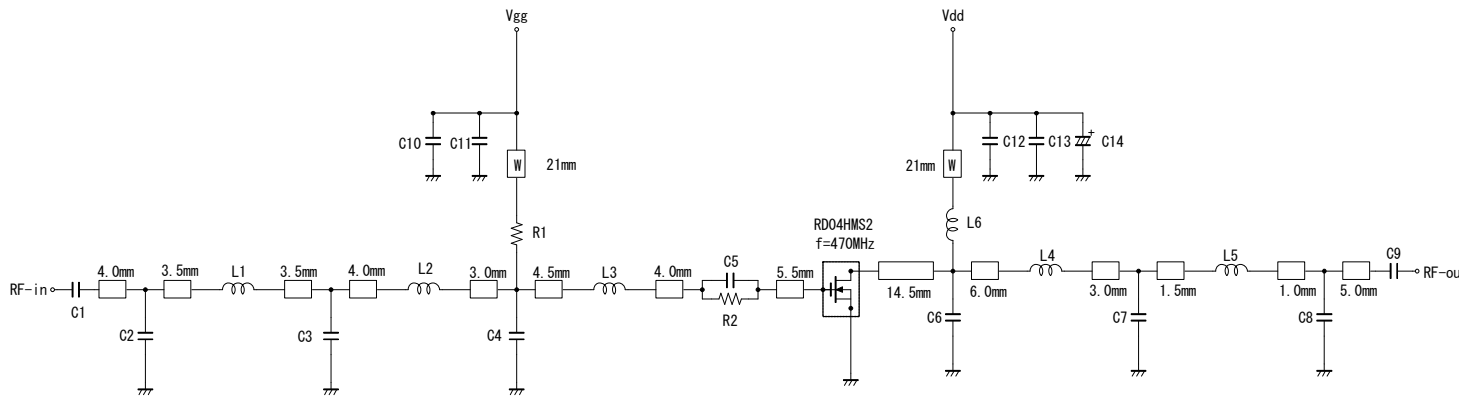 Vgg
Vdd
C10
C11
W
21mm
R1
21mm
W
C12
C13
+
C14
L6
RD04HMS2
f=470MHz
RF-in
C1
4.0mm
3.5mm
L1
3.5mm
4.0mm
L2
3.0mm
4.5mm
L3
4.0mm
C5
R2
5.5mm
14.5mm
6.0mm
L4
3.0mm
1.5mm
L5
1.0mm
5.0mm
C9
RF-ou
C2
C3
C4
C6
C7
C8